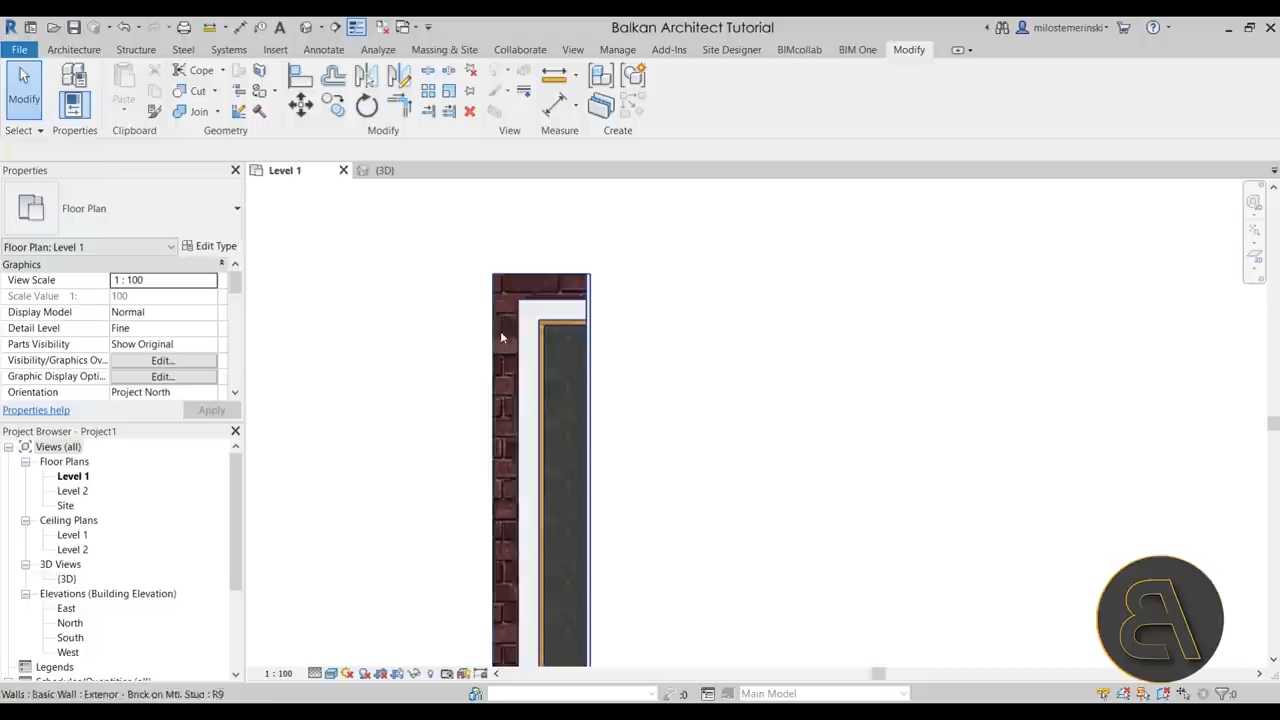 Balkan Architect Tutorial
milostemerinski
File Architecture Structure Steel Systems Insert Annotate Analyze Massing & Site Collaborate View Manage Add-Ins Site Designer BIMcollab BIM One Modify
Modify Paste Cope Cut Join
Select Properties Clipboard Geometry Modify View Measure Create
Properties
Level 1 {3D}
Floor Plan
Floor Plan: Level 1 Edit Type
Graphics
View Scale 1 : 100
Scale Value 1: 100
Display Model Normal
Detail Level Fine
Parts Visibility Show Original
Visibility/Graphics Ov... Edit...
Graphic Display Opti... Edit...
Orientation Project North
Properties help Apply
Project Browser - Project1
Views (all)
Floor Plans
Level 1
Level 2
Site
Ceiling Plans
Level 1
Level 2
3D Views
{3D}
Elevations (Building Elevation)
East
North
South
West
Legends
Schedules/Quantities (all)
1 : 100
Walls : Basic Wall : Exterior - Brick on Mtl. Stud : R9 :0 Main Model :0